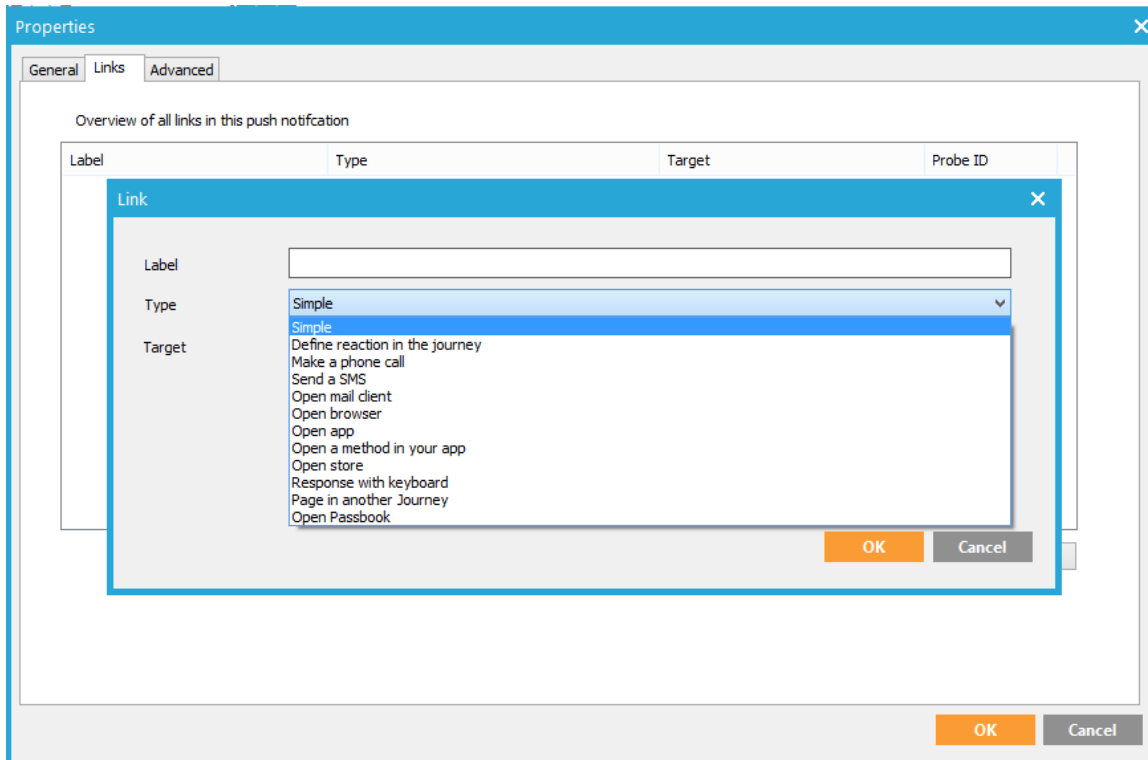 Properties
General Links Advanced
Overview of all links in this push notifcation
Label Type Target Probe ID
Link
Label
Type Simple
Simple
Target
Define reaction in the journey
Make a phone call
Send a SMS
Open mail client
Open browser
Open app
Open a method in your app
Open store
Response with keyboard
Page in another Journey
Open Passbook
OK Cancel
OK Cancel